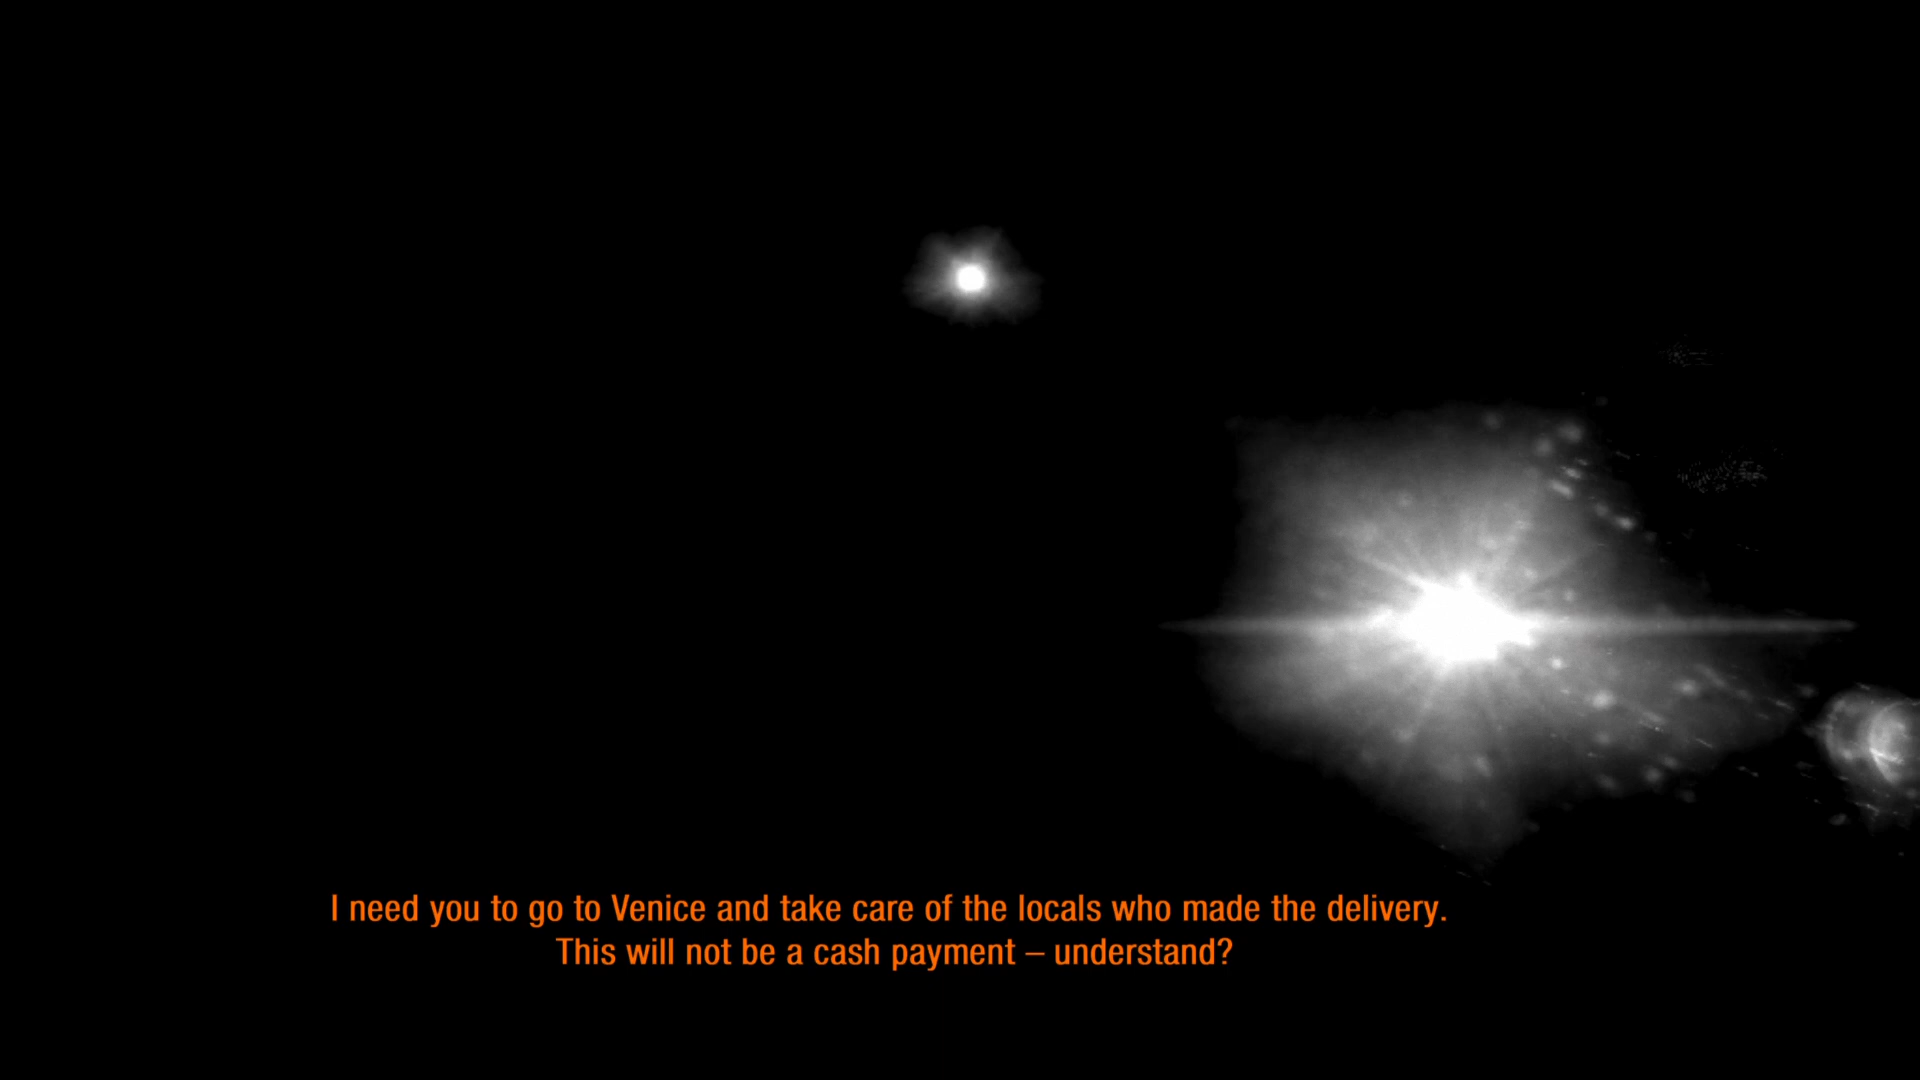 I need you to go to Venice and take care of the locals who made the delivery.
This will not be a cash payment – understand?